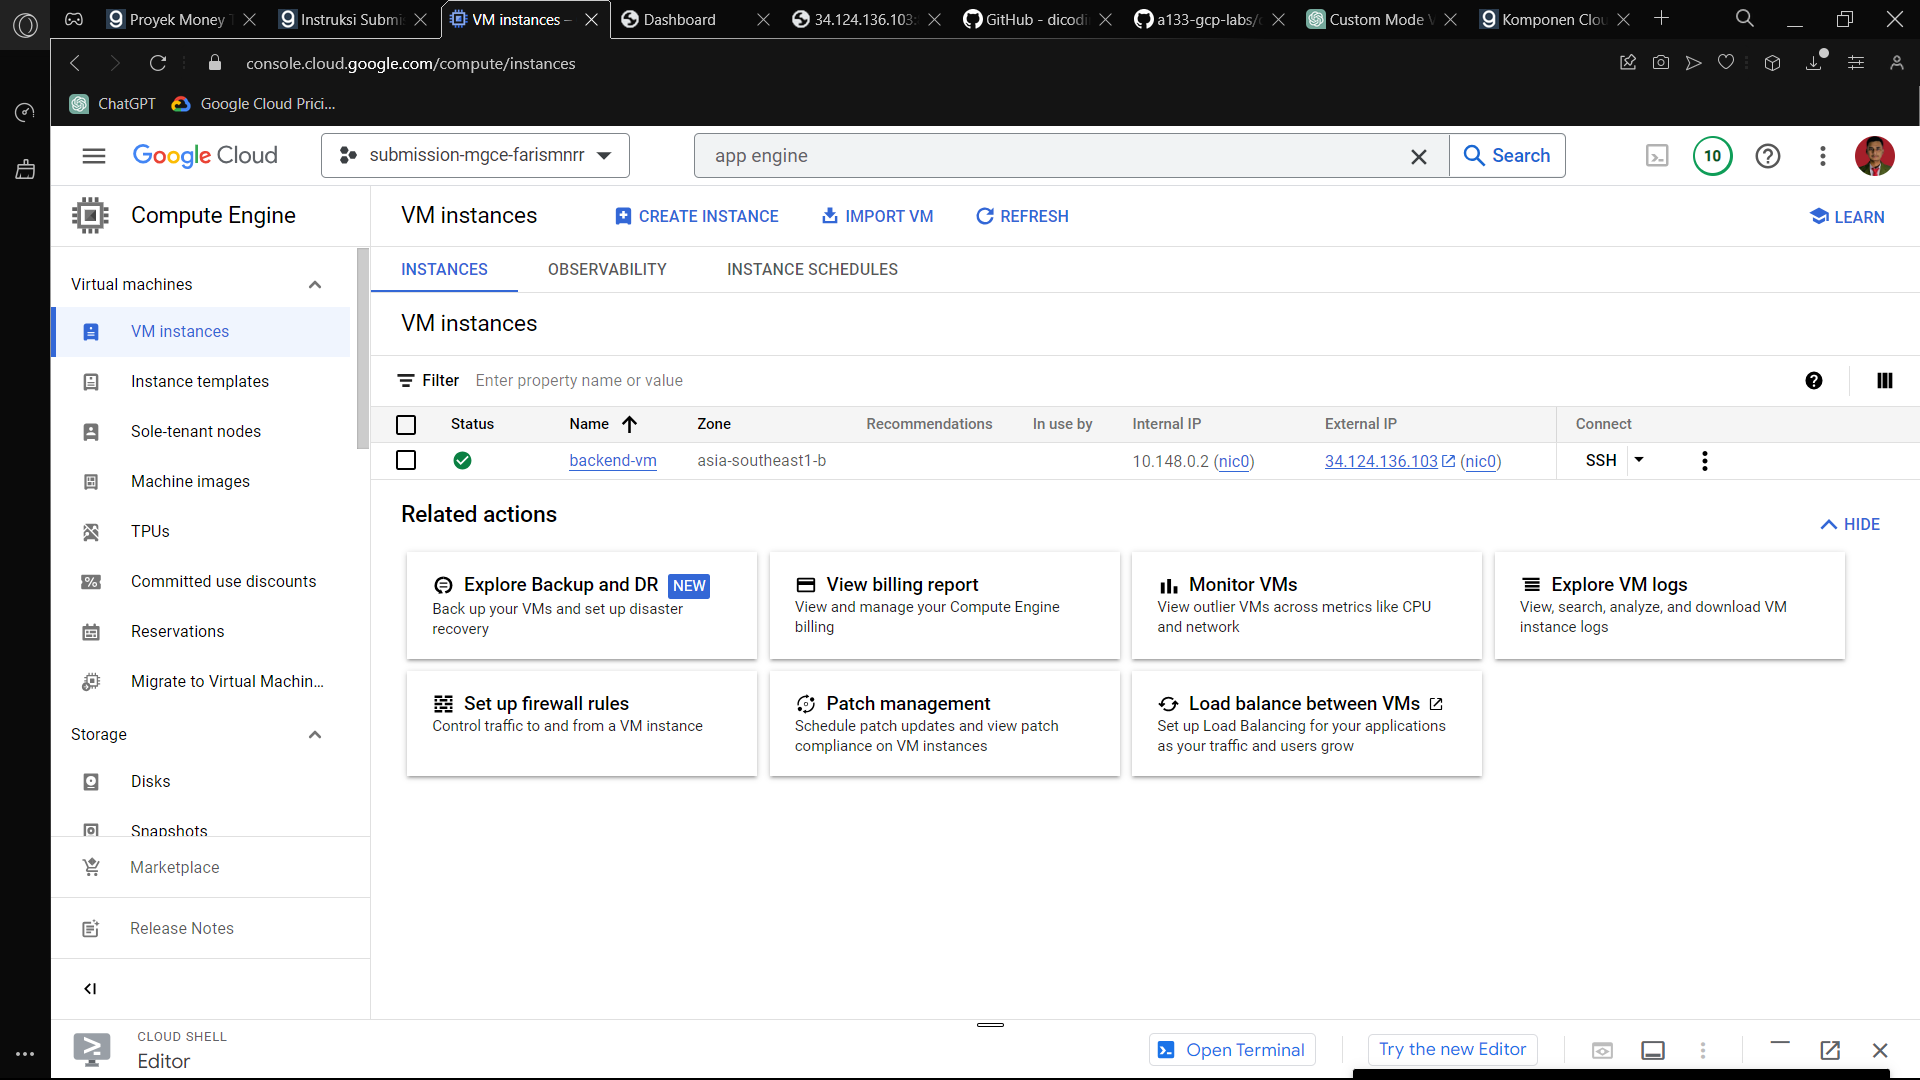 Proyek Money T
Instruksi Submis
VM instances –
Dashboard
34.124.136.103:
GitHub - dicodi
a133-gcp-labs/c
Custom Mode V
Komponen Clou
console.cloud.google.com/compute/instances
ChatGPT
Google Cloud Prici...
Google Cloud
submission-mgce-farismnrr
app engine
Search
10
Compute Engine
VM instances
CREATE INSTANCE
IMPORT VM
REFRESH
LEARN
INSTANCES
OBSERVABILITY
INSTANCE SCHEDULES
Virtual machines
VM instances
Instance templates
Sole-tenant nodes
Machine images
TPUs
Committed use discounts
Reservations
Migrate to Virtual Machin...
Storage
Disks
Snapshots
Marketplace
Release Notes
VM instances
Filter Enter property name or value
Status Name Zone Recommendations In use by Internal IP External IP Connect
backend-vm asia-southeast1-b 10.148.0.2 (nic0) 34.124.136.103 (nic0) SSH
Related actions
HIDE
Explore Backup and DR NEW
Back up your VMs and set up disaster
recovery
View billing report
View and manage your Compute Engine
billing
Monitor VMs
View outlier VMs across metrics like CPU
and network
Explore VM logs
View, search, analyze, and download VM
instance logs
Set up firewall rules
Control traffic to and from a VM instance
Patch management
Schedule patch updates and view patch
compliance on VM instances
Load balance between VMs
Set up Load Balancing for your applications
as your traffic and users grow
CLOUD SHELL
Editor
Open Terminal
Try the new Editor